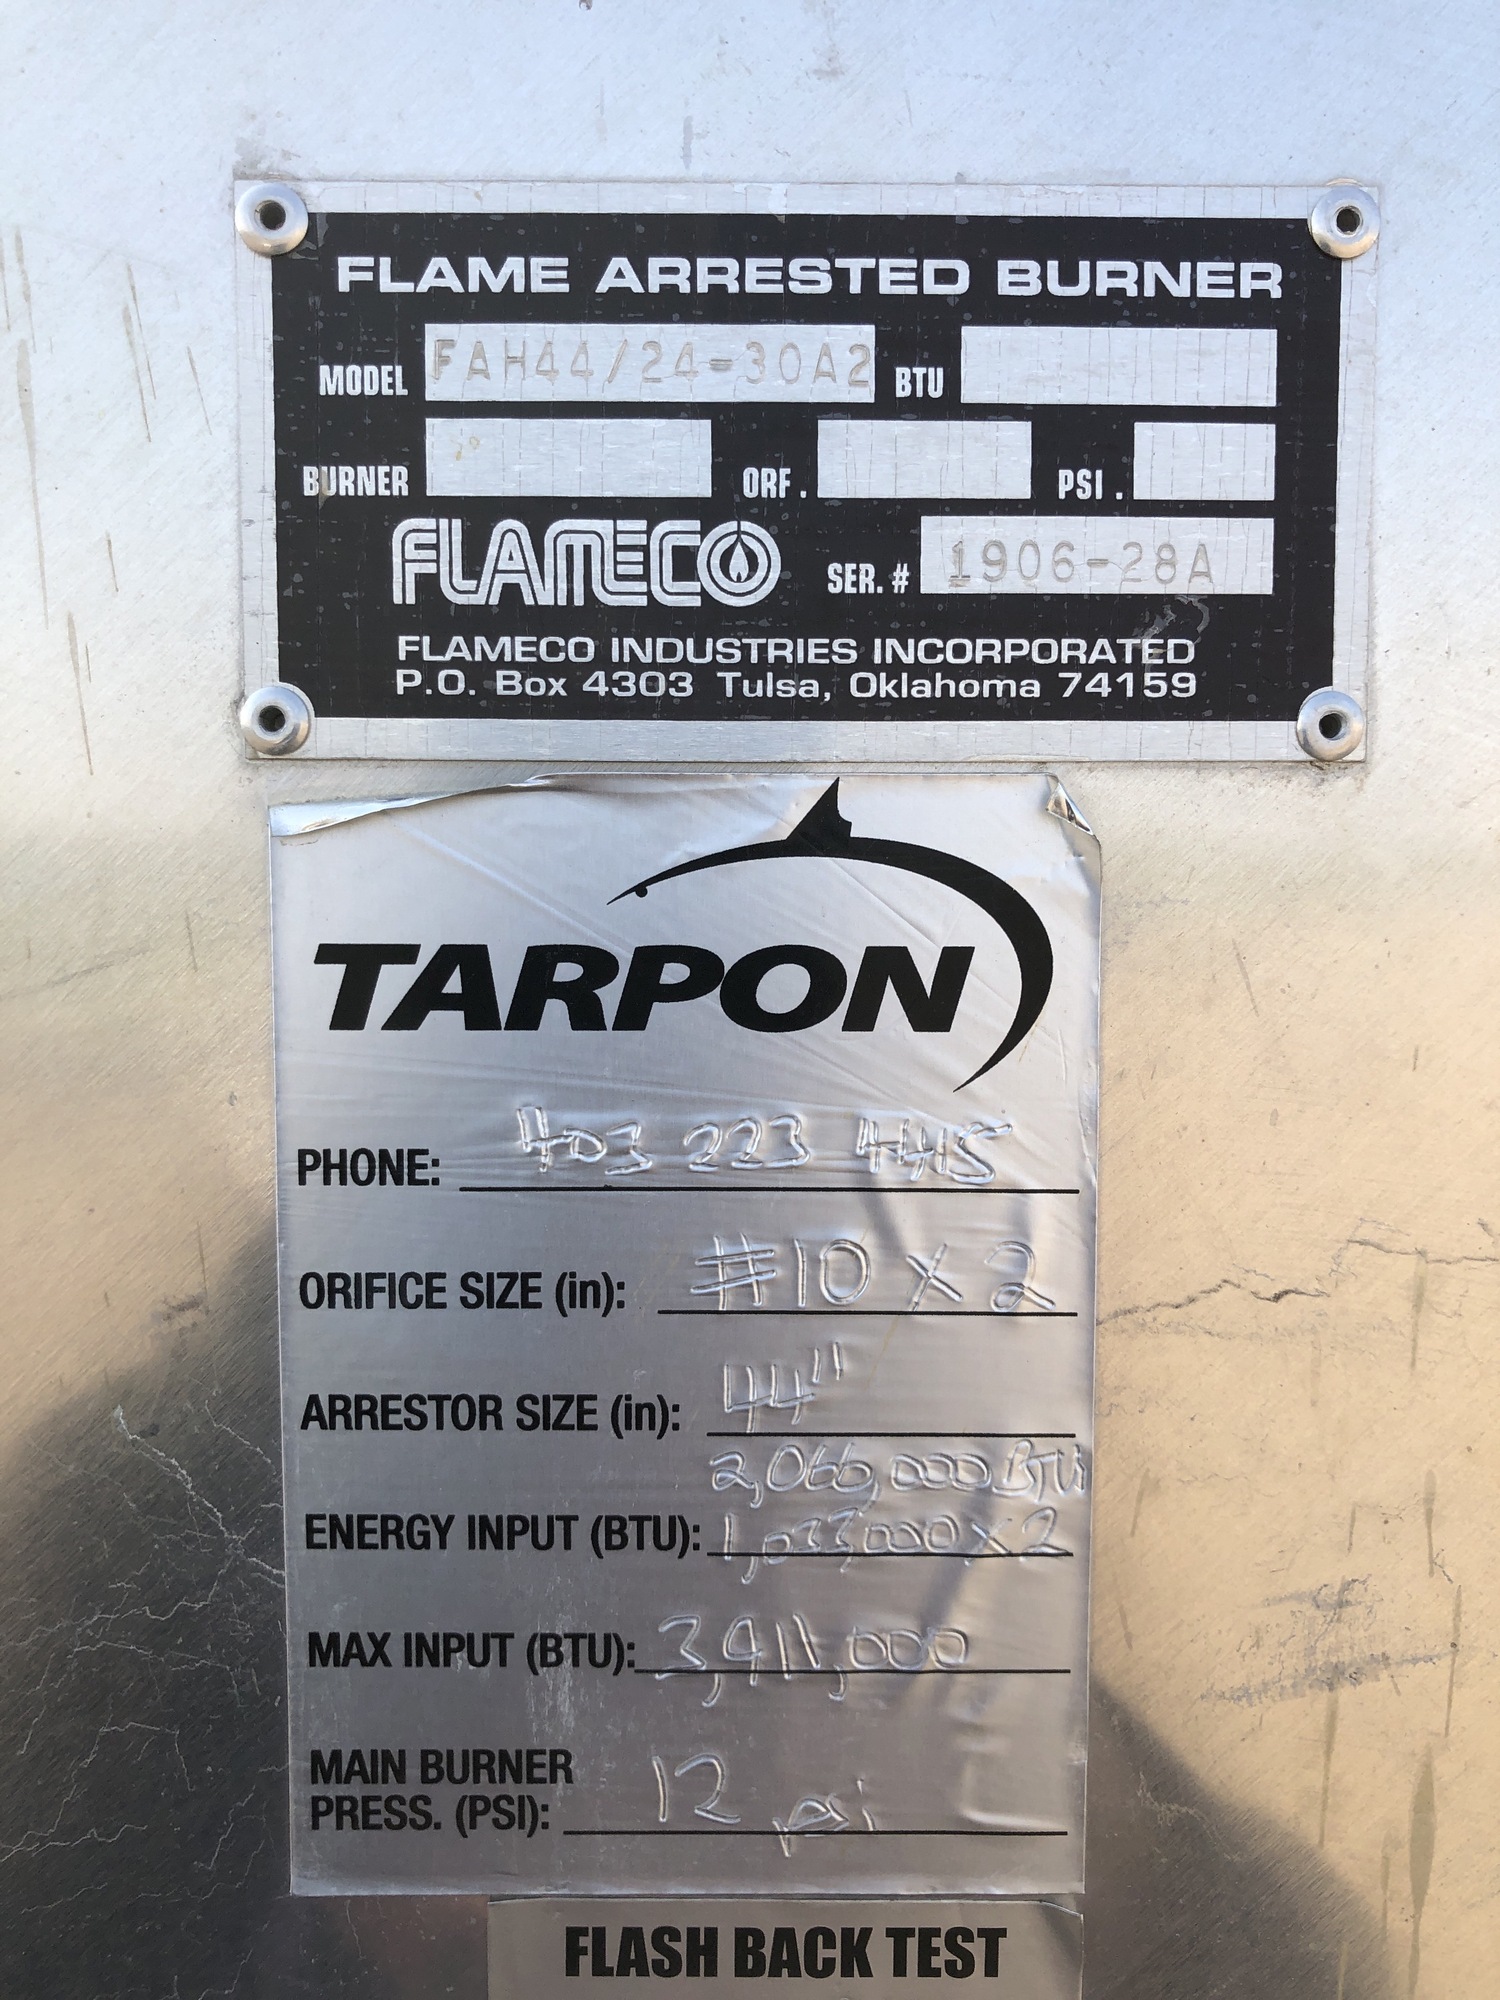 FLAME ARRESTED BURNER
MODEL FAH44/24-30A2 BTU
BURNER ORF. PSI.
FLAMECO SER. # 1906-28A
FLAMECO INDUSTRIES INCORPORATED
P.O. Box 4303 Tulsa, Oklahoma 74159
TARPON
PHONE: 403 223 4415
ORIFICE SIZE (in): #10 X 2
ARRESTOR SIZE (in): 44"
2,066,000 BTU
ENERGY INPUT (BTU): 1,033,000 X 2
MAX INPUT (BTU): 3,911,000
MAIN BURNER
PRESS. (PSI): 12 psi
FLASH BACK TEST